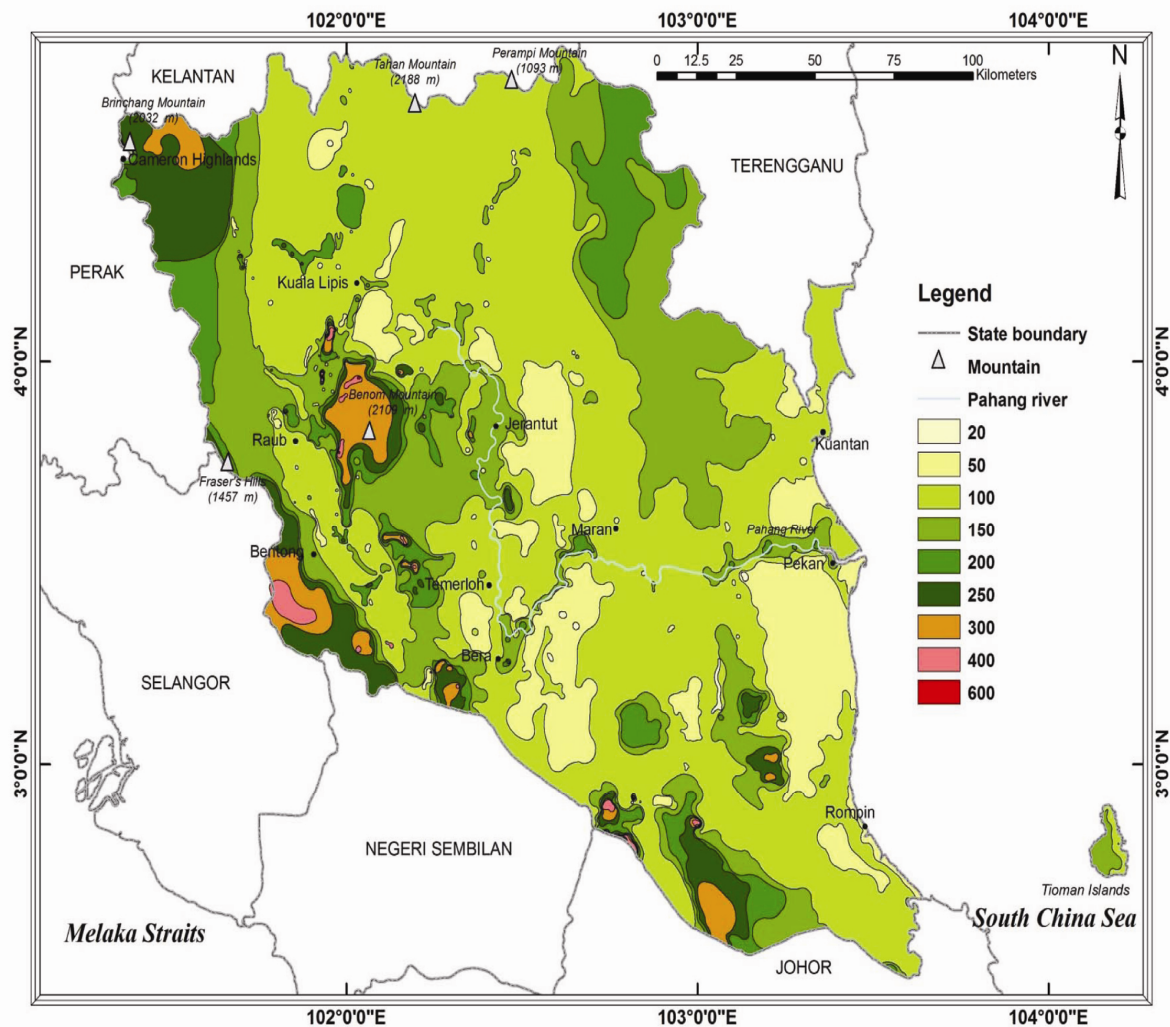 102°0'0"E
103°0'0"E
104°0'0"E
KELANTAN
Brinchang Mountain
(2032 m)
Tahan Mountain
(2188 m)
Perampi Mountain
(1093 m)
0 12.5 25 50 75 100
Kilometers
N
Cameron Highlands
TERENGGANU
PERAK
Kuala Lipis
4°0'0"N
4°0'0"N
Legend
State boundary
Mountain
Pahang river
20
50
100
150
200
250
300
400
600
Benom Mountain
(2109 m)
Jerantut
Raub
Kuantan
Fraser's Hills
(1457 m)
Maran
Pahang River
Bentong
Pekan
Temerloh
Bera
SELANGOR
3°0'0"N
3°0'0"N
Rompin
NEGERI SEMBILAN
Tioman Islands
Melaka Straits
South China Sea
JOHOR
102°0'0"E
103°0'0"E
104°0'0"E